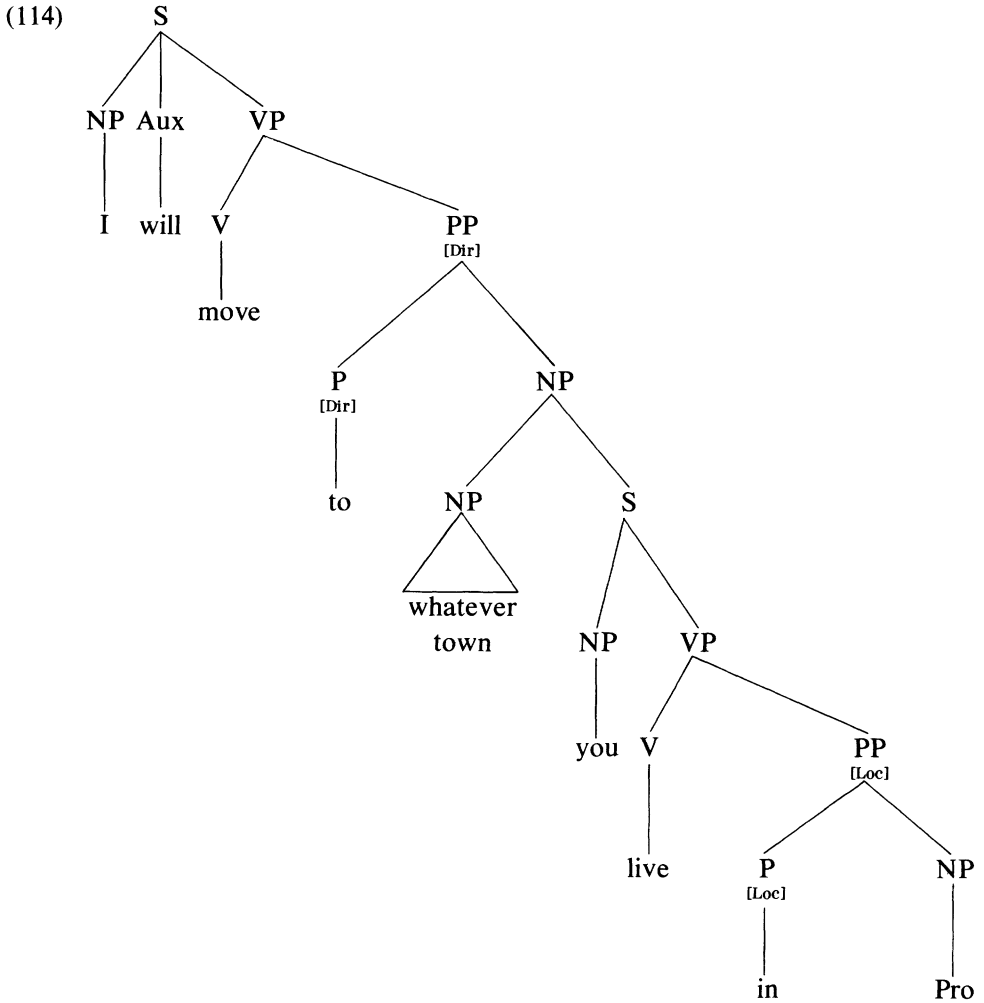 (114) S
NP Aux VP
I will V PP
[Dir]
move
P NP
[Dir]
to NP S
whatever
town NP VP
you V PP
[Loc]
live P NP
[Loc]
in Pro